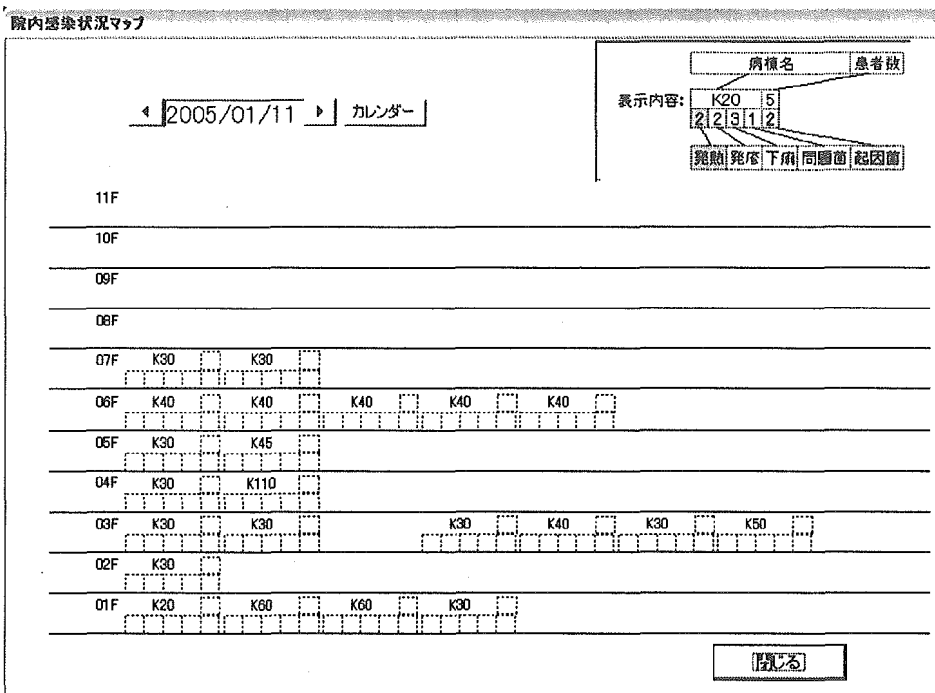 院内感染状況マップ
病棟名 患者数
表示内容: K20 5
2 2 3 1 2
発熱 発疹 下痢 問題菌 起因菌
2005/01/11 カレンダー
11F
10F
09F
08F
07F K30 K30
06F K40 K40 K40 K40 K40
05F K30 K45
04F K30 K110
03F K30 K30 K30 K40 K30 K50
02F K30
01F K20 K60 K60 K30
閉じる